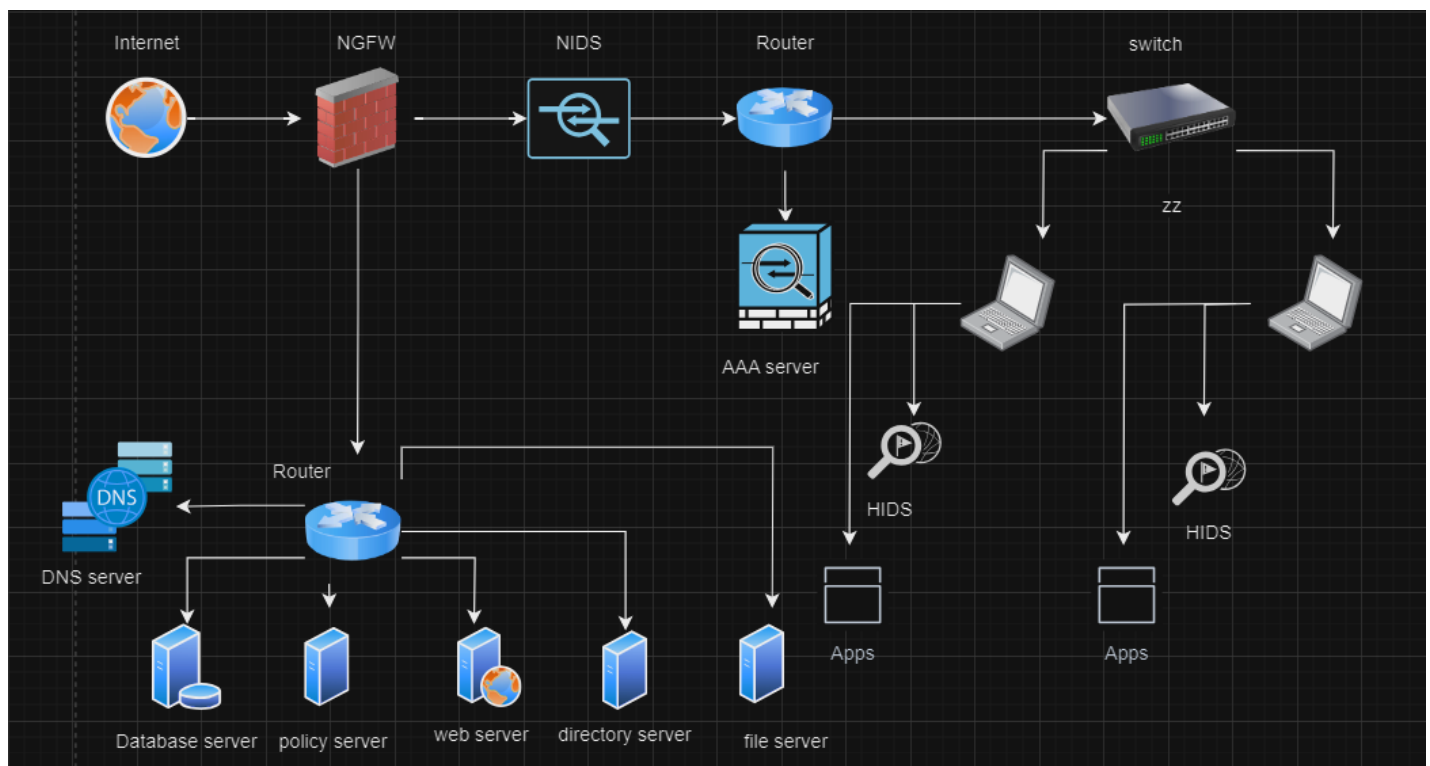 Internet
NGFW
NIDS
Router
switch
zz
AAA server
Router
DNS
HIDS
HIDS
DNS server
Apps
Apps
Database server
policy server
web server
directory server
file server